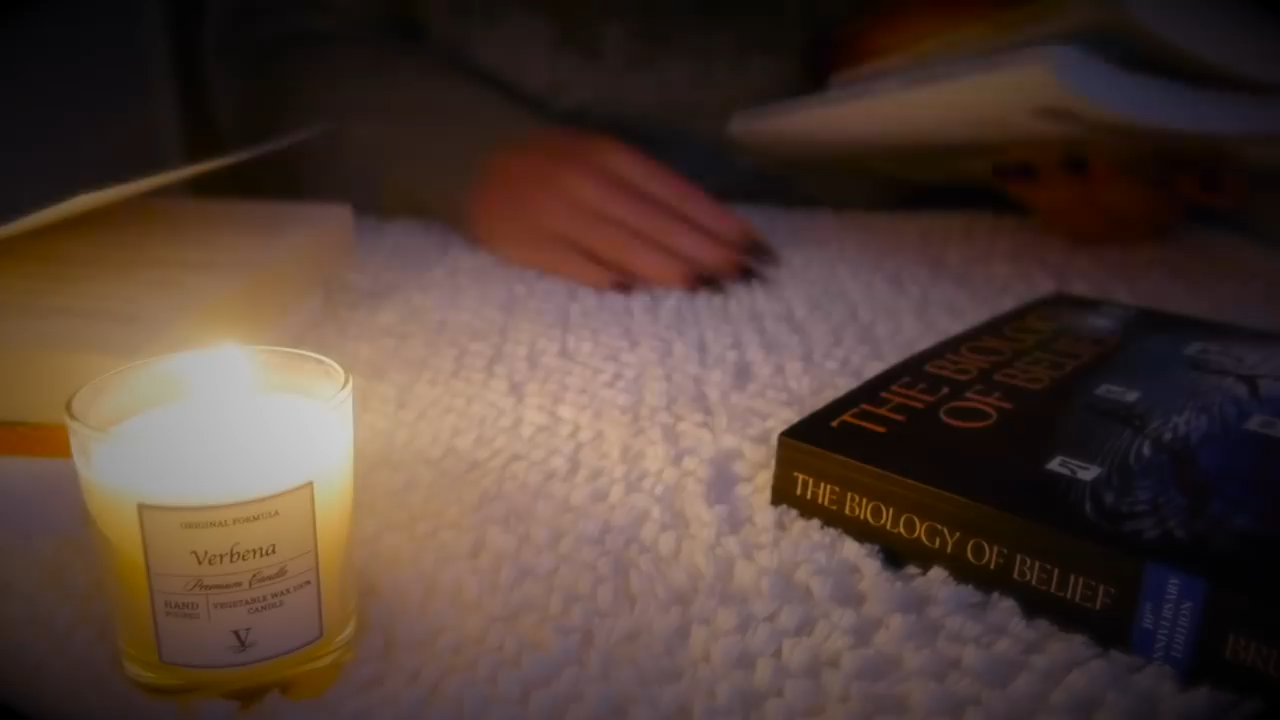 ORIGINAL FORMULA
Verbena
Premium Candle
HAND
VEGETABLE WAX
CANDLE
V
THE BIOLOGY
OF BELIEF
THE BIOLOGY OF BELIEF
10TH
ANNIVERSARY
EDITION